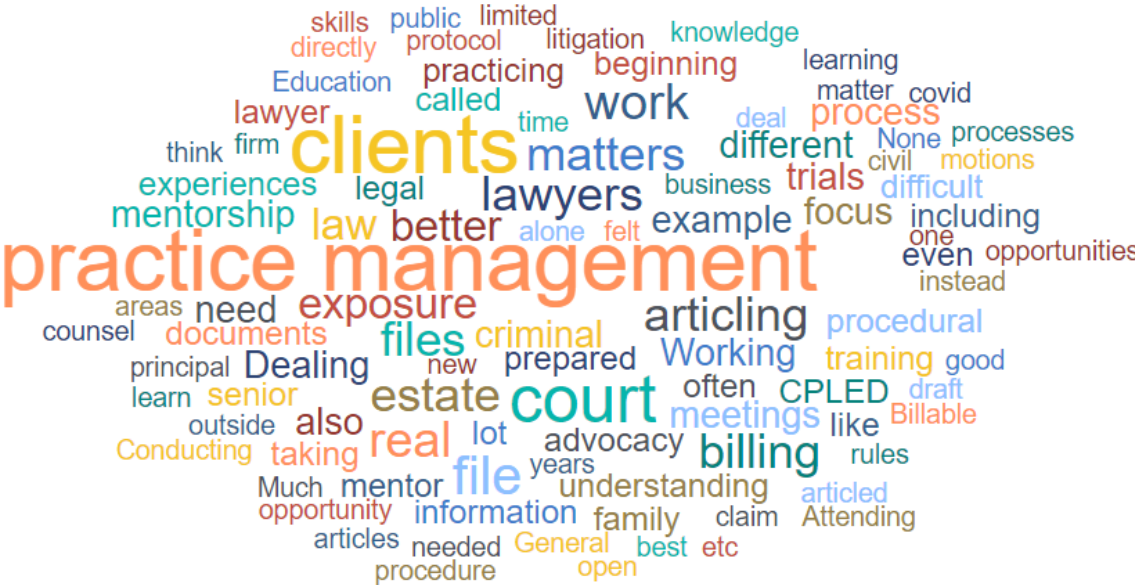 skills public limited
directly protocol litigation knowledge
Education practicing beginning learning
lawyer called work matter covid
think firm time deal process
clients matters different None processes
experiences legal lawyers business trials civil motions
mentorship law better example focus difficult
alone felt including
practice management one even opportunities
areas need exposure instead
counsel documents files criminal articling procedural
principal Dealing new prepared Working training good
learn senior estate court often CPLED draft
outside also real lot meetings like Billable
Conducting taking advocacy billing rules
Much mentor file years understanding articled
opportunity information family claim Attending
articles needed General best etc
procedure open